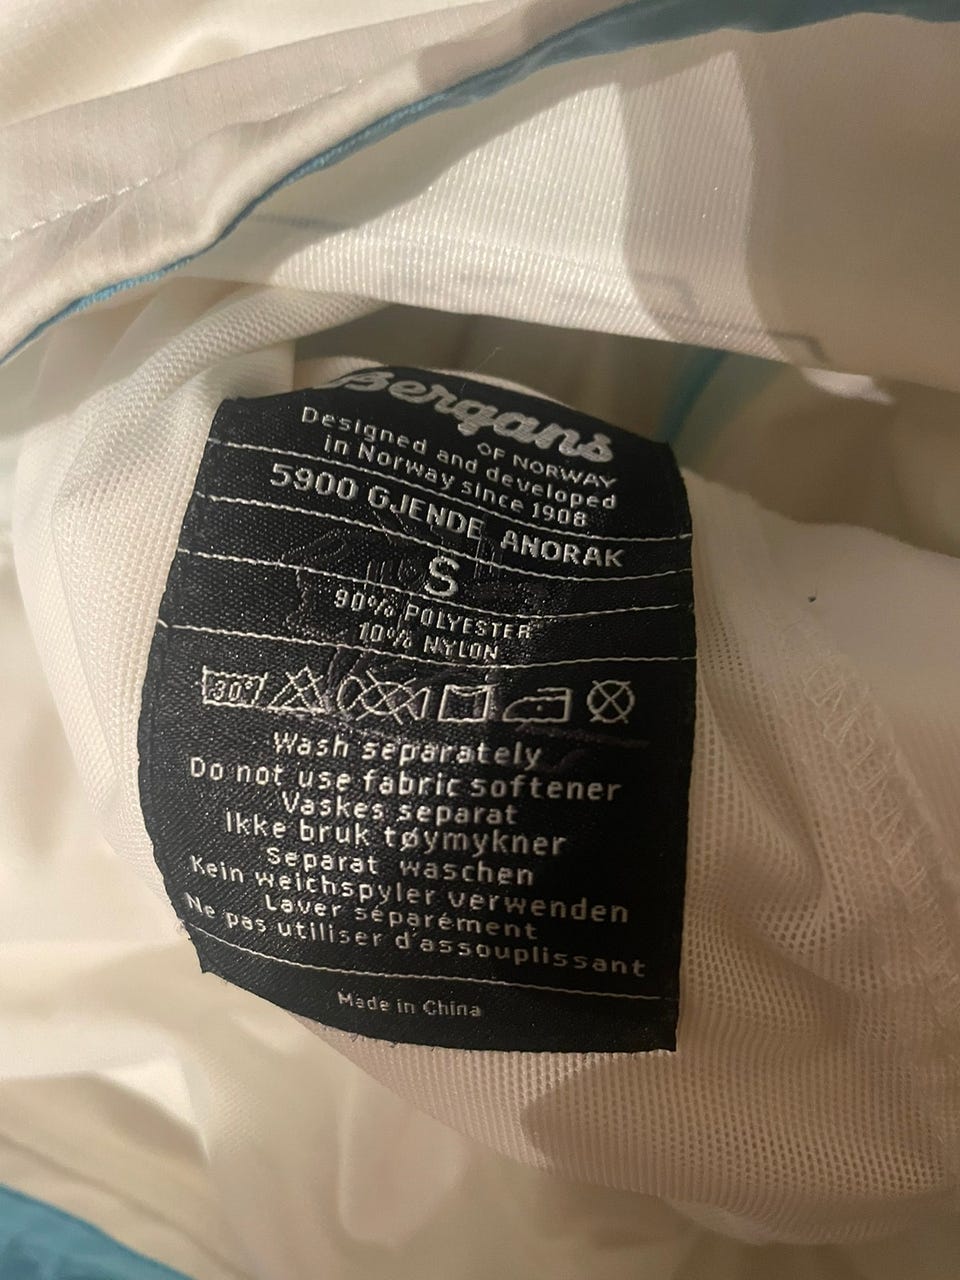 Bergans
OF NORWAY
Designed and developed
in Norway since 1908
5900 GJENDE ANORAK
S
90% POLYESTER
10% NYLON
30°
Wash separately
Do not use fabric softener
Vaskes separat
Ikke bruk tøymykner
Separat waschen
Kein weichspyler verwenden
Laver séparément
Ne pas utiliser d'assouplissant
Made in China